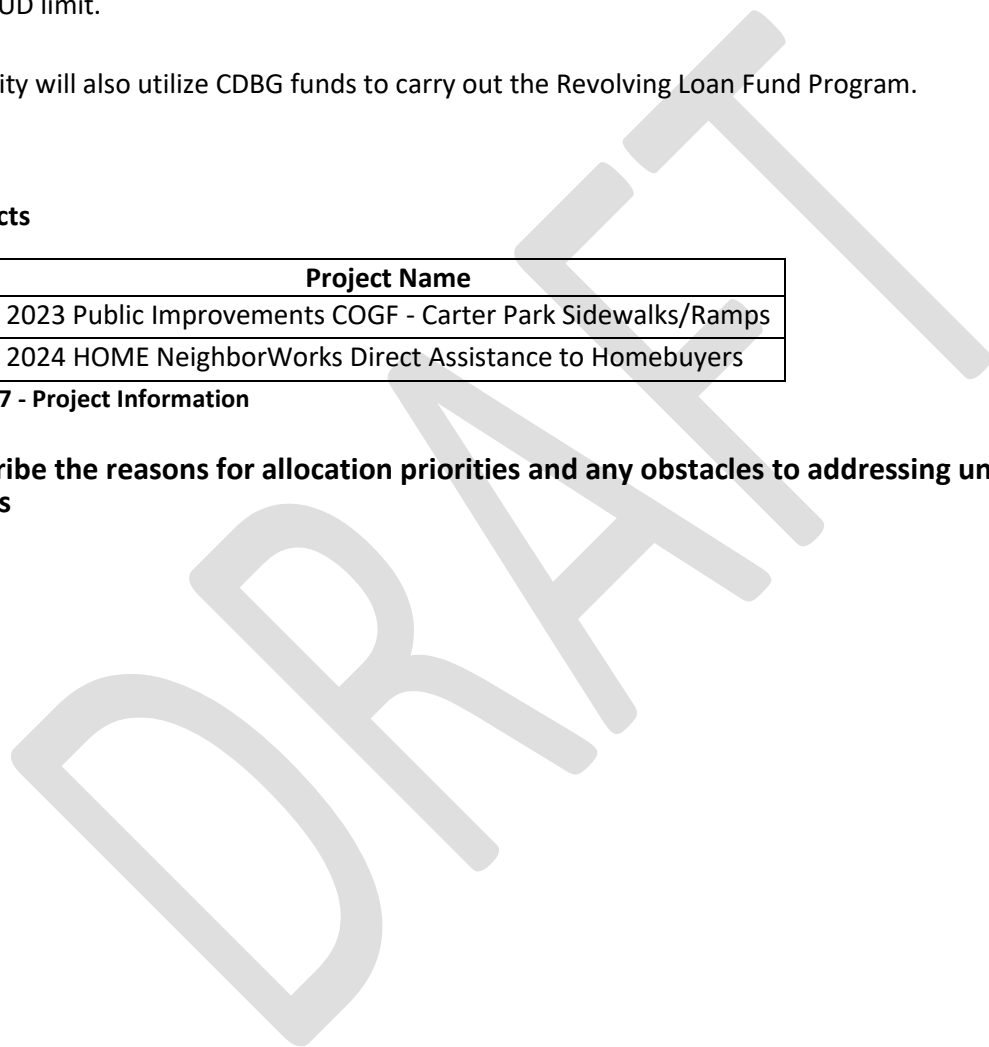 UD limit.
ity will also utilize CDBG funds to carry out the Revolving Loan Fund Program.
cts
Project Name
2023 Public Improvements COGF - Carter Park Sidewalks/Ramps
2024 HOME NeighborWorks Direct Assistance to Homebuyers
7 - Project Information
ribe the reasons for allocation priorities and any obstacles to addressing un
s
DRAFT